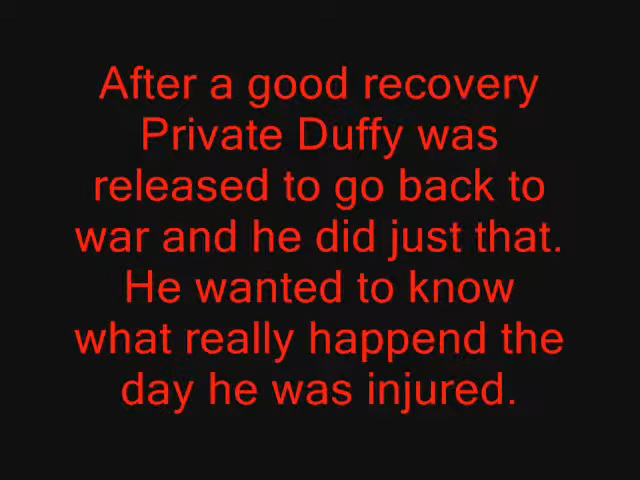 After a good recovery
Private Duffy was
released to go back to
war and he did just that.
He wanted to know
what really happend the
day he was injured.